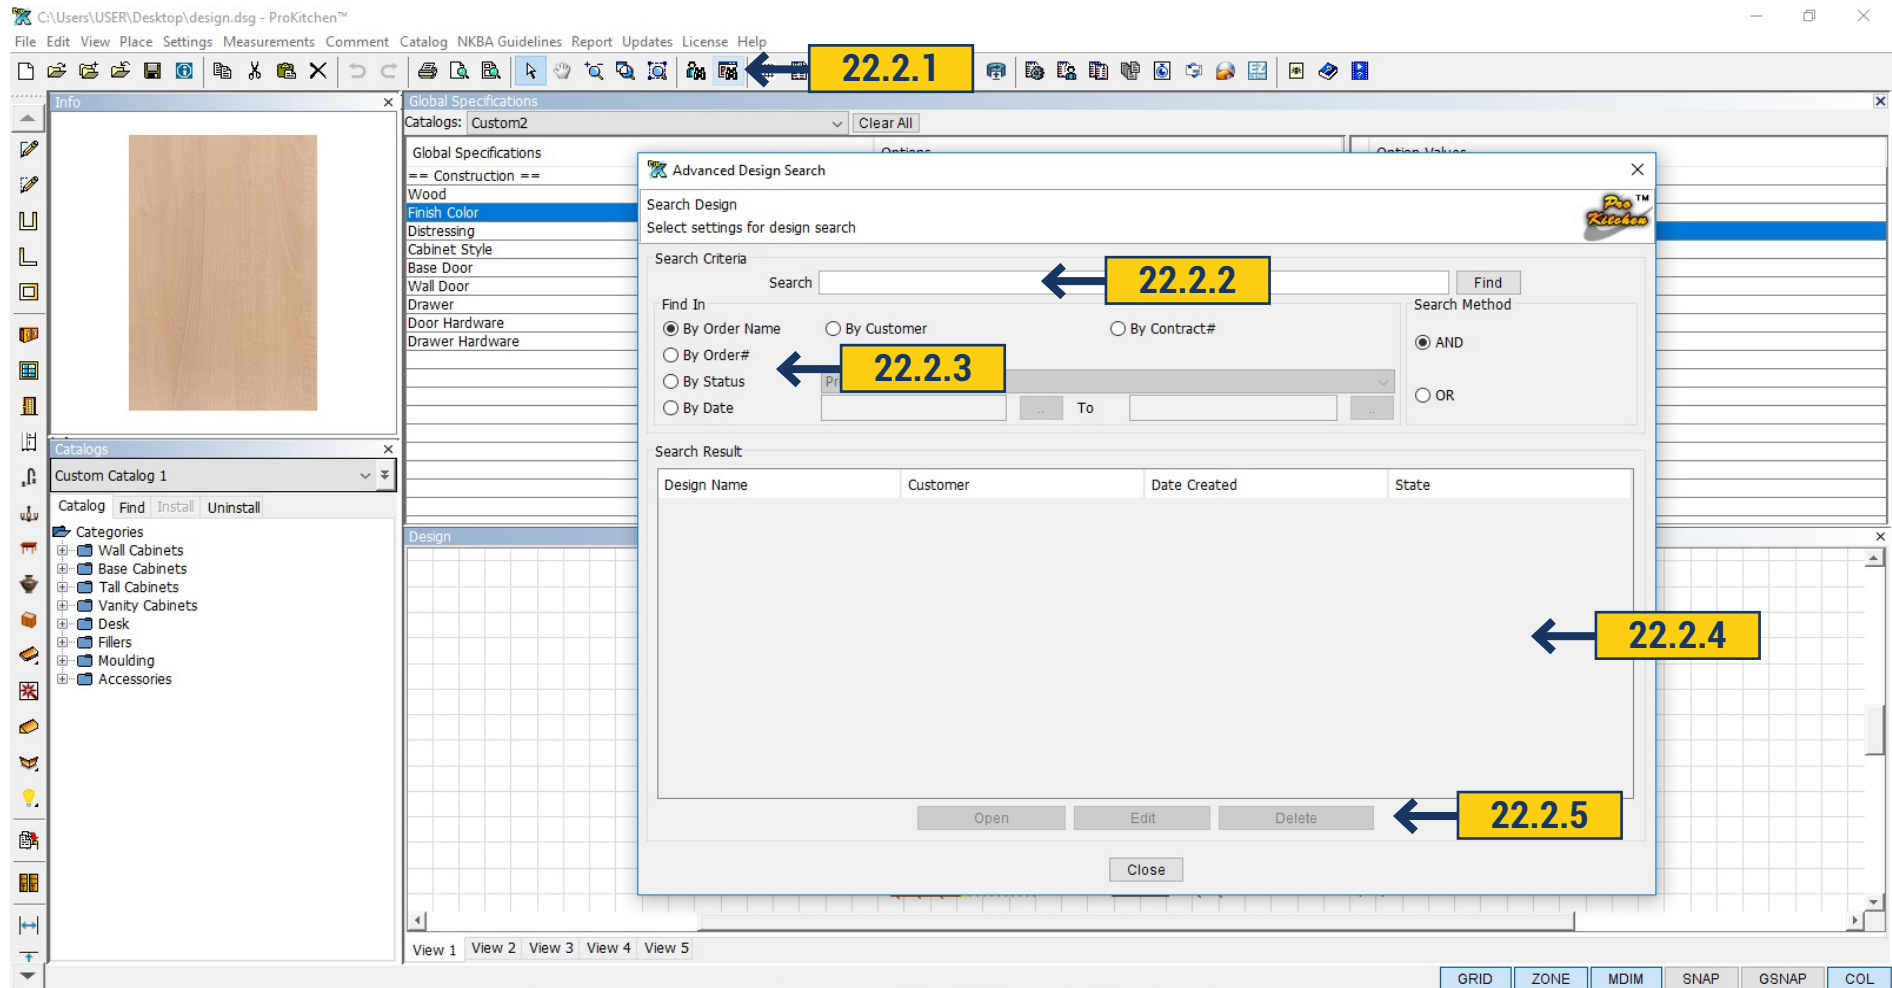 C:\Users\USER\Desktop\design.dsg - ProKitchen™
File Edit View Place Settings Measurements Comment Catalog NKBA Guidelines Report Updates License Help
22.2.1
Info
Global Specifications
Catalogs: Custom2 Clear All
Global Specifications Options Option Values
== Construction ==
Wood
Finish Color
Distressing
Cabinet Style
Base Door
Wall Door
Drawer
Door Hardware
Drawer Hardware
Advanced Design Search
Search Design
Select settings for design search
Pro Kitchen TM
Search Criteria
Search 22.2.2 Find
Find In
By Order Name By Customer By Contract#
By Order#
By Status Pr
By Date .. To ..
22.2.3
Search Method
AND
OR
Search Result
Design Name Customer Date Created State
22.2.4
Open Edit Delete
22.2.5
Close
Catalogs
Custom Catalog 1
Catalog Find Install Uninstall
Categories
Wall Cabinets
Base Cabinets
Tall Cabinets
Vanity Cabinets
Desk
Fillers
Moulding
Accessories
Design
View 1 View 2 View 3 View 4 View 5
GRID ZONE MDIM SNAP GSNAP COL